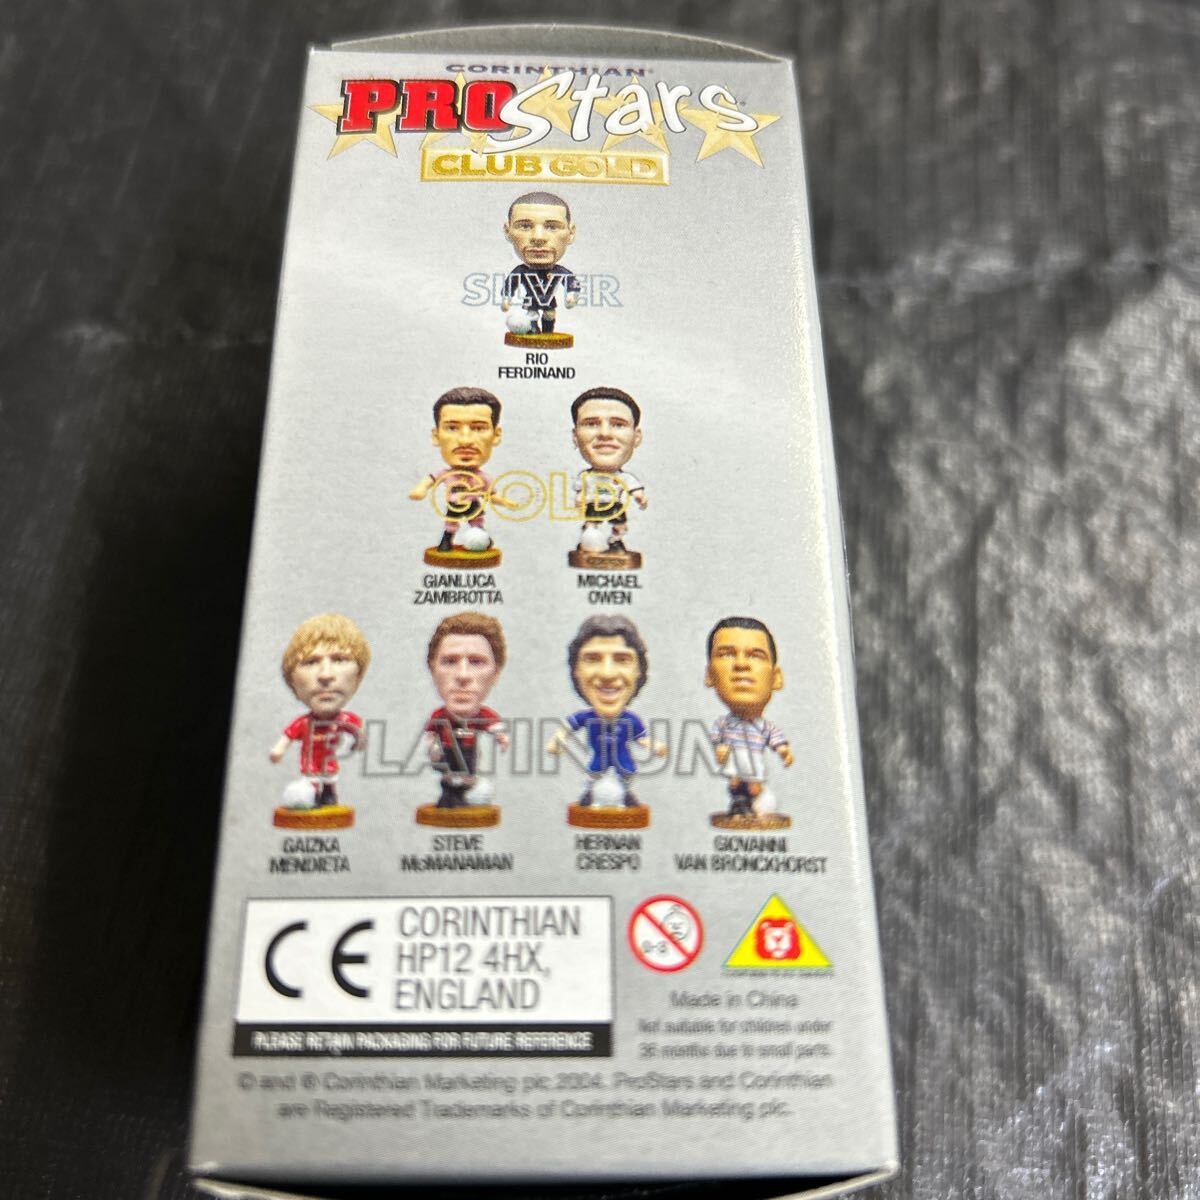 CORINTHIAN®
PROStars
CLUB GOLD
SILVER
RIO
FERDINAND
GOLD
GIANLUCA
ZAMBROTTA
MICHAEL
OWEN
PLATINUM
GAIZKA
MENDIETA
STEVE
McMANAMAN
HERNAN
CRESPO
GIOVANNI
VAN BRONCKHORST
CE
CORINTHIAN
HP12 4HX,
ENGLAND
PLEASE RETAIN PACKAGING FOR FUTURE REFERENCE
0-3
Made in China
Not suitable for children under
36 months due to small parts.
© and ® Corinthian Marketing plc 2004. ProStars and Corinthian
are Registered Trademarks of Corinthian Marketing plc.